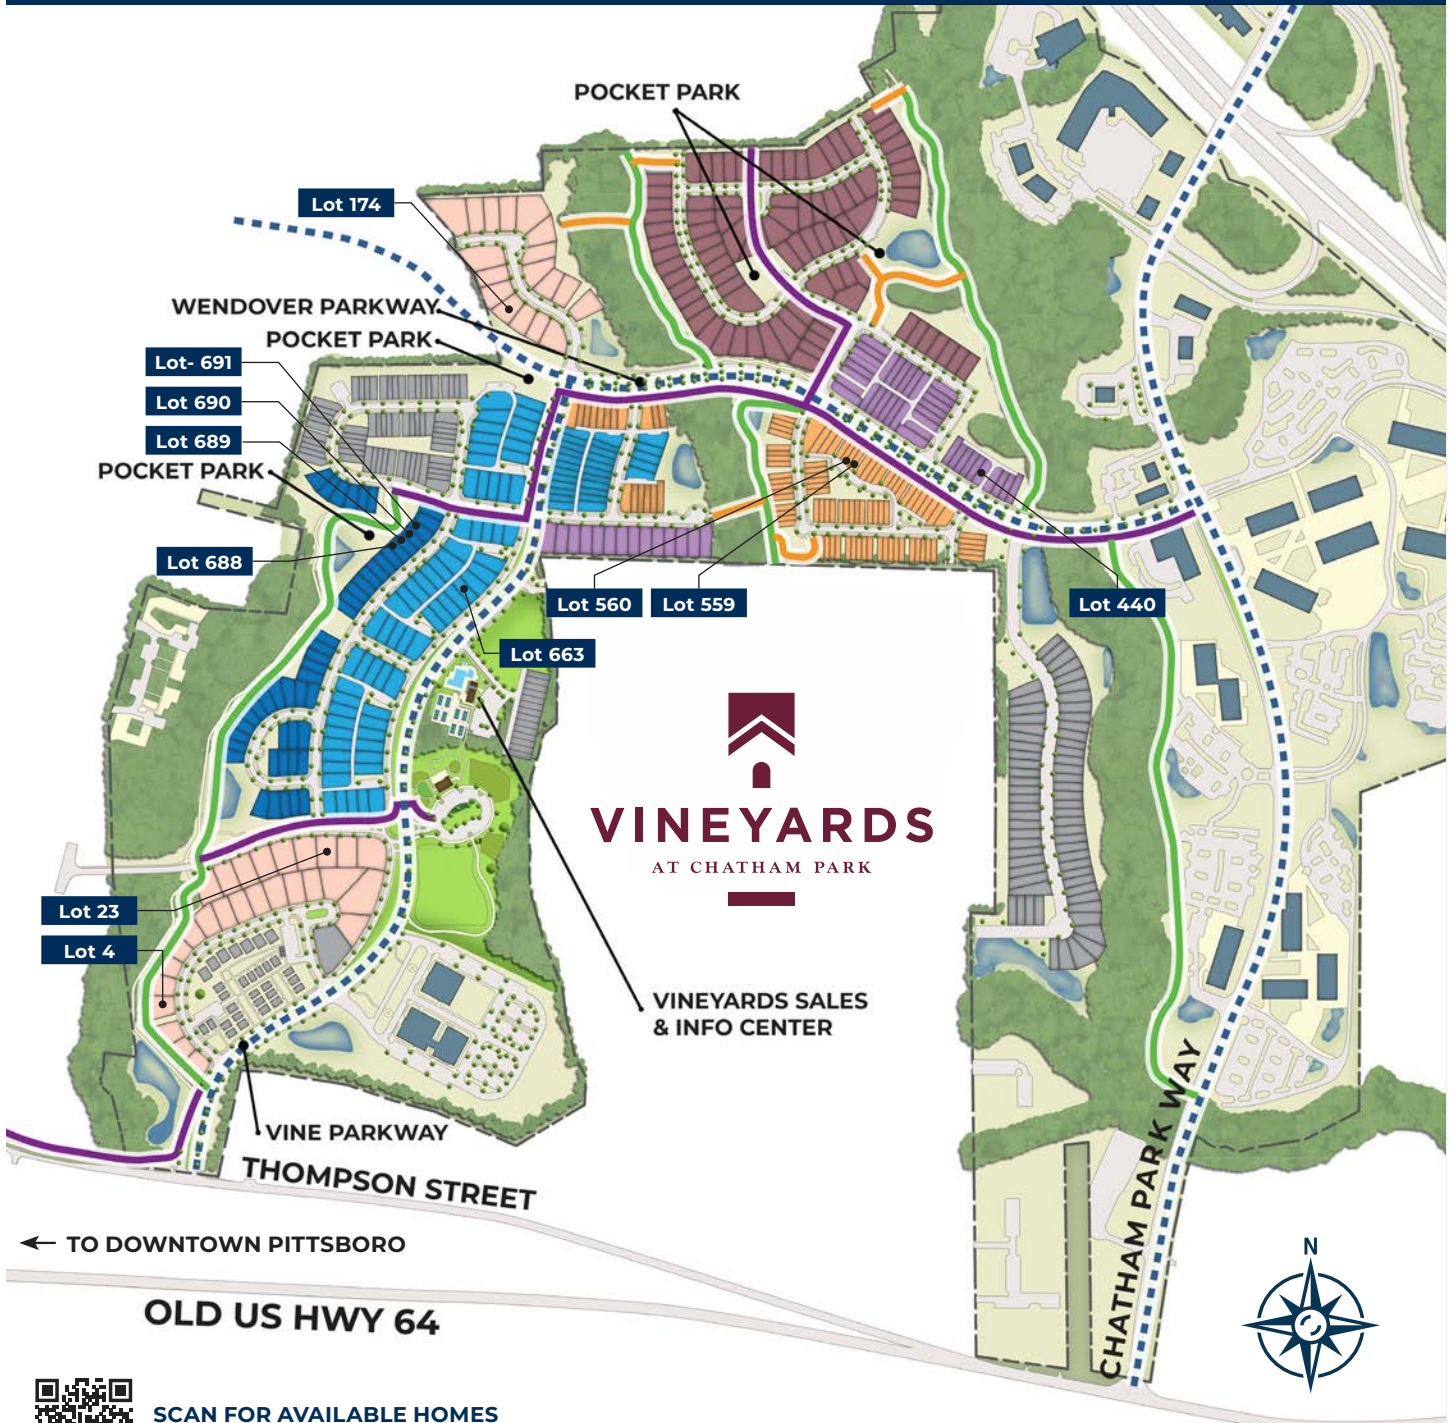 POCKET PARK
Lot 174
WENDOVER PARKWAY
POCKET PARK
Lot- 691
Lot 690
Lot 689
POCKET PARK
Lot 688
Lot 560
Lot 559
Lot 440
Lot 663
VINEYARDS
AT CHATHAM PARK
Lot 23
Lot 4
VINEYARDS SALES
& INFO CENTER
VINE PARKWAY
THOMPSON STREET
CHATHAM PARK WAY
TO DOWNTOWN PITTSBORO
N
OLD US HWY 64
SCAN FOR AVAILABLE HOMES